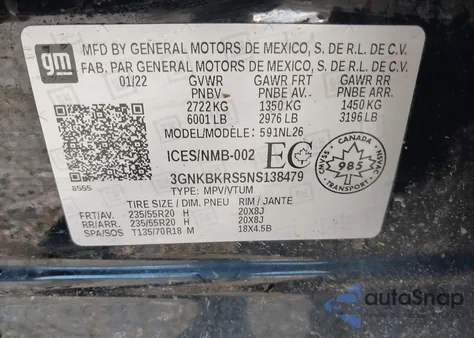 gm
MFD BY GENERAL MOTORS DE MEXICO, S. DE R.L. DE C.V.
FAB. PAR GENERAL MOTORS DE MEXICO, S. DE R.L. DE C.V.
01/22 GVWR GAWR FRT GAWR RR
PNBV PNBE AV. PNBE ARR.
2722 KG 1350 KG 1450 KG
6001 LB 2976 LB 3196 LB
MODEL/MODÈLE: 591NL26
ICES/NMB-002 EC
CANADA
985
CMVSS NSVAC
8555
3GNKBKRS5NS138479
TYPE: MPV/VTUM
TIRE SIZE / DIM. PNEU RIM / JANTE
FRT/AV. 235/55R20 H 20X8J
RR/ARR. 235/55R20 H 20X8J
SPA/SOS T135/70R18 M 18X4.5B
autoSnap